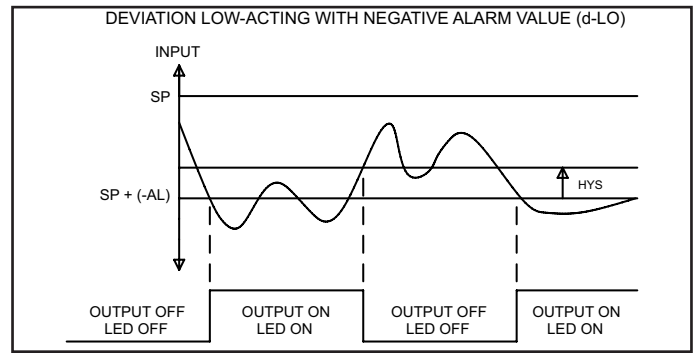 DEVIATION LOW-ACTING WITH NEGATIVE ALARM VALUE (d-LO)
INPUT
SP
SP + (-AL)
HYS
OUTPUT OFF
LED OFF
OUTPUT ON
LED ON
OUTPUT OFF
LED OFF
OUTPUT ON
LED ON